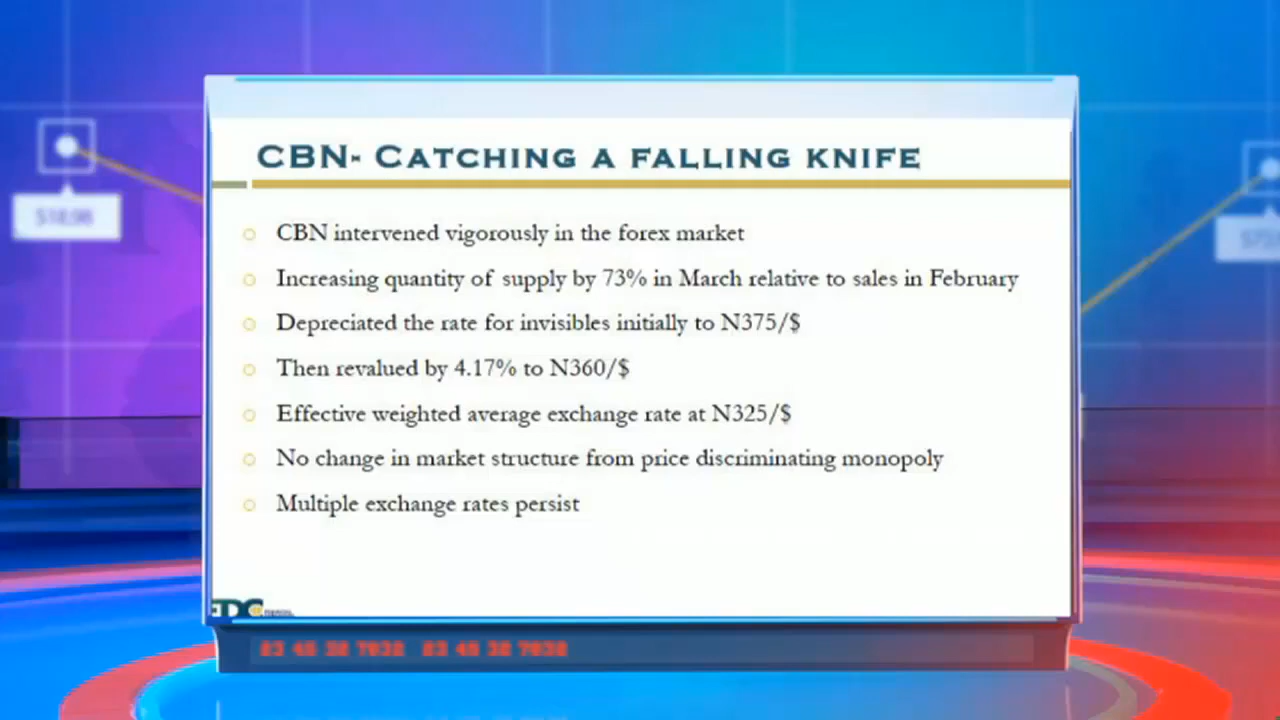 CBN- CATCHING A FALLING KNIFE
CBN intervened vigorously in the forex market
Increasing quantity of supply by 73% in March relative to sales in February
Depreciated the rate for invisibles initially to N375/$
Then revalued by 4.17% to N360/$
Effective weighted average exchange rate at N325/$
No change in market structure from price discriminating monopoly
Multiple exchange rates persist
FDC